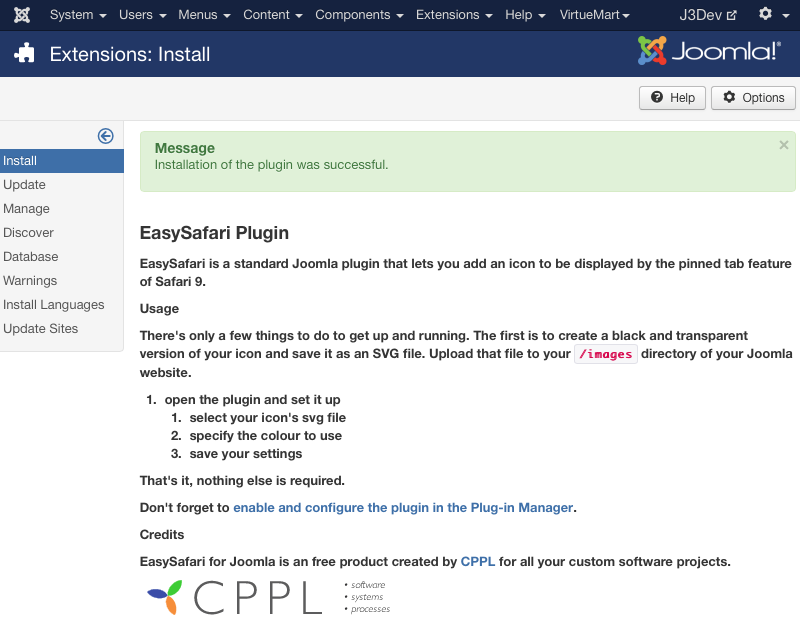 System Users Menus Content Components Extensions Help VirtueMart J3Dev
Extensions: Install
Joomla!®
Help Options
Install
Update
Manage
Discover
Database
Warnings
Install Languages
Update Sites
Message ×
Installation of the plugin was successful.
EasySafari Plugin
EasySafari is a standard Joomla plugin that lets you add an icon to be displayed by the pinned tab feature
of Safari 9.
Usage
There's only a few things to do to get up and running. The first is to create a black and transparent
version of your icon and save it as an SVG file. Upload that file to your /images directory of your Joomla
website.
1. open the plugin and set it up
1. select your icon's svg file
2. specify the colour to use
3. save your settings
That's it, nothing else is required.
Don't forget to enable and configure the plugin in the Plug-in Manager.
Credits
EasySafari for Joomla is an free product created by CPPL for all your custom software projects.
CPPL
• software
• systems
• processes